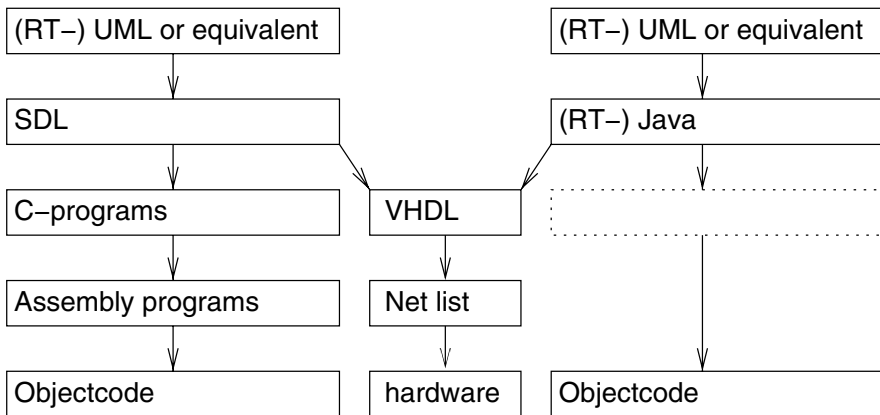 (RT−) UML or equivalent
(RT−) UML or equivalent
SDL
(RT−) Java
C−programs
VHDL
Assembly programs
Net list
Objectcode
hardware
Objectcode